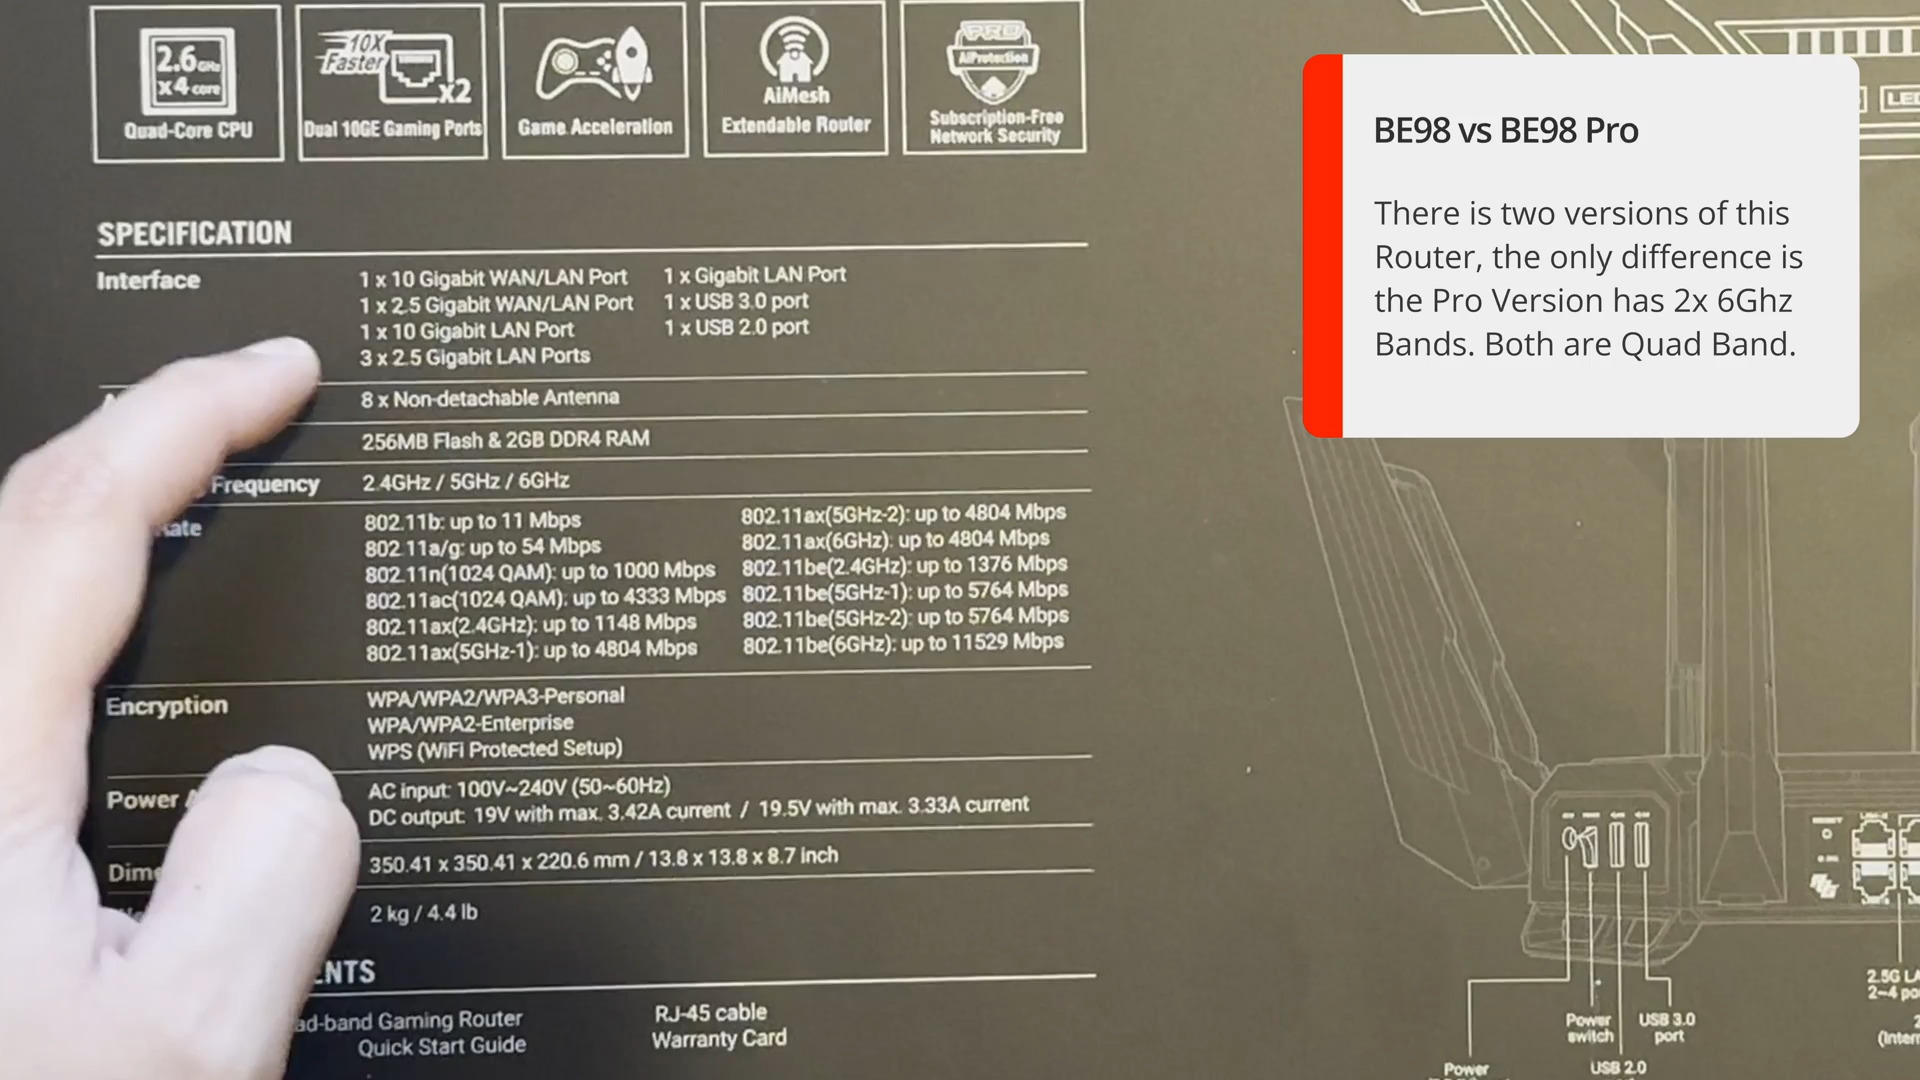 2.6 GHz
x4 core
Quad-Core CPU
10X
Faster
x2
Dual 10GE Gaming Ports
Game Acceleration
AiMesh
Extendable Router
PRO
AiProtection
Subscription-Free
Network Security
BE98 vs BE98 Pro
There is two versions of this
Router, the only difference is
the Pro Version has 2x 6Ghz
Bands. Both are Quad Band.
SPECIFICATION
Interface
1 x 10 Gigabit WAN/LAN Port
1 x 2.5 Gigabit WAN/LAN Port
1 x 10 Gigabit LAN Port
3 x 2.5 Gigabit LAN Ports
1 x Gigabit LAN Port
1 x USB 3.0 port
1 x USB 2.0 port
8 x Non-detachable Antenna
256MB Flash & 2GB DDR4 RAM
Frequency
2.4GHz / 5GHz / 6GHz
802.11b: up to 11 Mbps
802.11a/g: up to 54 Mbps
802.11n(1024 QAM): up to 1000 Mbps
802.11ac(1024 QAM): up to 4333 Mbps
802.11ax(2.4GHz): up to 1148 Mbps
802.11ax(5GHz-1): up to 4804 Mbps
802.11ax(5GHz-2): up to 4804 Mbps
802.11ax(6GHz): up to 4804 Mbps
802.11be(2.4GHz): up to 1376 Mbps
802.11be(5GHz-1): up to 5764 Mbps
802.11be(5GHz-2): up to 5764 Mbps
802.11be(6GHz): up to 11529 Mbps
Encryption
WPA/WPA2/WPA3-Personal
WPA/WPA2-Enterprise
WPS (WiFi Protected Setup)
Power
AC input: 100V~240V (50~60Hz)
DC output: 19V with max. 3.42A current / 19.5V with max. 3.33A current
350.41 x 350.41 x 220.6 mm / 13.8 x 13.8 x 8.7 inch
2 kg / 4.4 lb
ad-band Gaming Router
Quick Start Guide
RJ-45 cable
Warranty Card
LED
Power
switch
USB 3.0
port
USB 2.0
Power
2.5G LA
2~4 po
(Intern